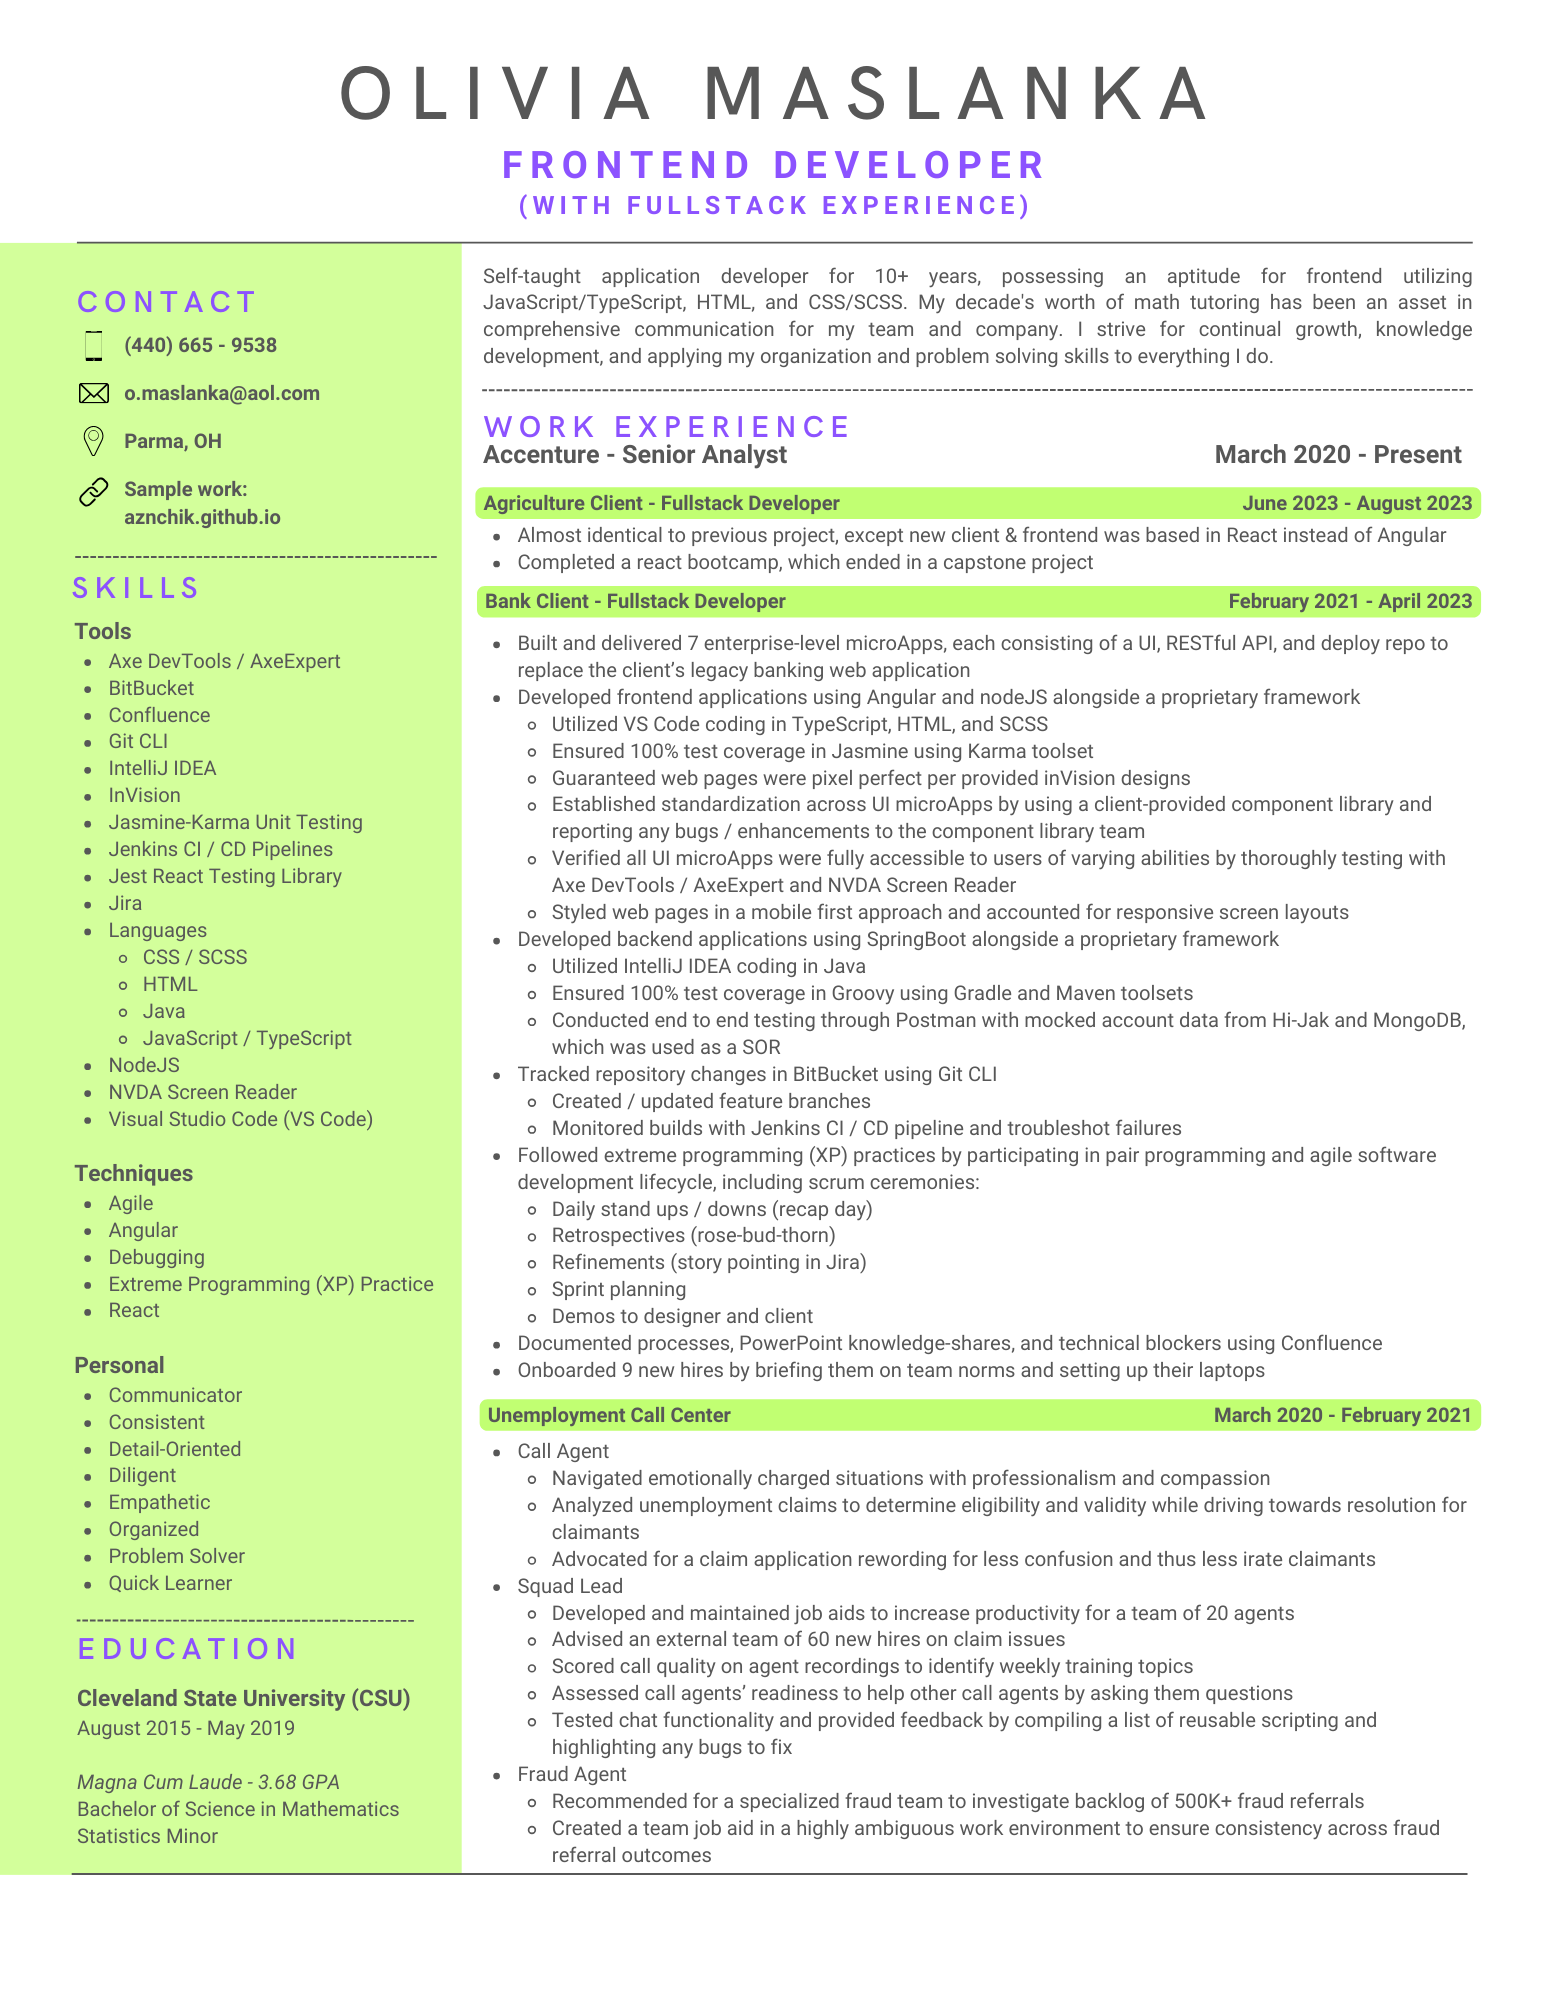 OLIVIA MASLANKA
FRONTEND DEVELOPER
(WITH FULLSTACK EXPERIENCE)
CONTACT
(440) 665 - 9538
o.maslanka@aol.com
Parma, OH
Sample work:
aznchik.github.io
SKILLS
Tools
Axe DevTools / AxeExpert
BitBucket
Confluence
Git CLI
IntelliJ IDEA
InVision
Jasmine-Karma Unit Testing
Jenkins CI / CD Pipelines
Jest React Testing Library
Jira
Languages
CSS / SCSS
HTML
Java
JavaScript / TypeScript
NodeJS
NVDA Screen Reader
Visual Studio Code (VS Code)
Techniques
Agile
Angular
Debugging
Extreme Programming (XP) Practice
React
Personal
Communicator
Consistent
Detail-Oriented
Diligent
Empathetic
Organized
Problem Solver
Quick Learner
EDUCATION
Cleveland State University (CSU)
August 2015 - May 2019
Magna Cum Laude - 3.68 GPA
Bachelor of Science in Mathematics
Statistics Minor
Self-taught application developer for 10+ years, possessing an aptitude for frontend utilizing
JavaScript/TypeScript, HTML, and CSS/SCSS. My decade's worth of math tutoring has been an asset in
comprehensive communication for my team and company. I strive for continual growth, knowledge
development, and applying my organization and problem solving skills to everything I do.
WORK EXPERIENCE
Accenture - Senior Analyst March 2020 - Present
Agriculture Client - Fullstack Developer June 2023 - August 2023
Almost identical to previous project, except new client & frontend was based in React instead of Angular
Completed a react bootcamp, which ended in a capstone project
Bank Client - Fullstack Developer February 2021 - April 2023
Built and delivered 7 enterprise-level microApps, each consisting of a UI, RESTful API, and deploy repo to
replace the client’s legacy banking web application
Developed frontend applications using Angular and nodeJS alongside a proprietary framework
Utilized VS Code coding in TypeScript, HTML, and SCSS
Ensured 100% test coverage in Jasmine using Karma toolset
Guaranteed web pages were pixel perfect per provided inVision designs
Established standardization across UI microApps by using a client-provided component library and
reporting any bugs / enhancements to the component library team
Verified all UI microApps were fully accessible to users of varying abilities by thoroughly testing with
Axe DevTools / AxeExpert and NVDA Screen Reader
Styled web pages in a mobile first approach and accounted for responsive screen layouts
Developed backend applications using SpringBoot alongside a proprietary framework
Utilized IntelliJ IDEA coding in Java
Ensured 100% test coverage in Groovy using Gradle and Maven toolsets
Conducted end to end testing through Postman with mocked account data from Hi-Jak and MongoDB,
which was used as a SOR
Tracked repository changes in BitBucket using Git CLI
Created / updated feature branches
Monitored builds with Jenkins CI / CD pipeline and troubleshot failures
Followed extreme programming (XP) practices by participating in pair programming and agile software
development lifecycle, including scrum ceremonies:
Daily stand ups / downs (recap day)
Retrospectives (rose-bud-thorn)
Refinements (story pointing in Jira)
Sprint planning
Demos to designer and client
Documented processes, PowerPoint knowledge-shares, and technical blockers using Confluence
Onboarded 9 new hires by briefing them on team norms and setting up their laptops
Unemployment Call Center March 2020 - February 2021
Call Agent
Navigated emotionally charged situations with professionalism and compassion
Analyzed unemployment claims to determine eligibility and validity while driving towards resolution for
claimants
Advocated for a claim application rewording for less confusion and thus less irate claimants
Squad Lead
Developed and maintained job aids to increase productivity for a team of 20 agents
Advised an external team of 60 new hires on claim issues
Scored call quality on agent recordings to identify weekly training topics
Assessed call agents’ readiness to help other call agents by asking them questions
Tested chat functionality and provided feedback by compiling a list of reusable scripting and
highlighting any bugs to fix
Fraud Agent
Recommended for a specialized fraud team to investigate backlog of 500K+ fraud referrals
Created a team job aid in a highly ambiguous work environment to ensure consistency across fraud
referral outcomes